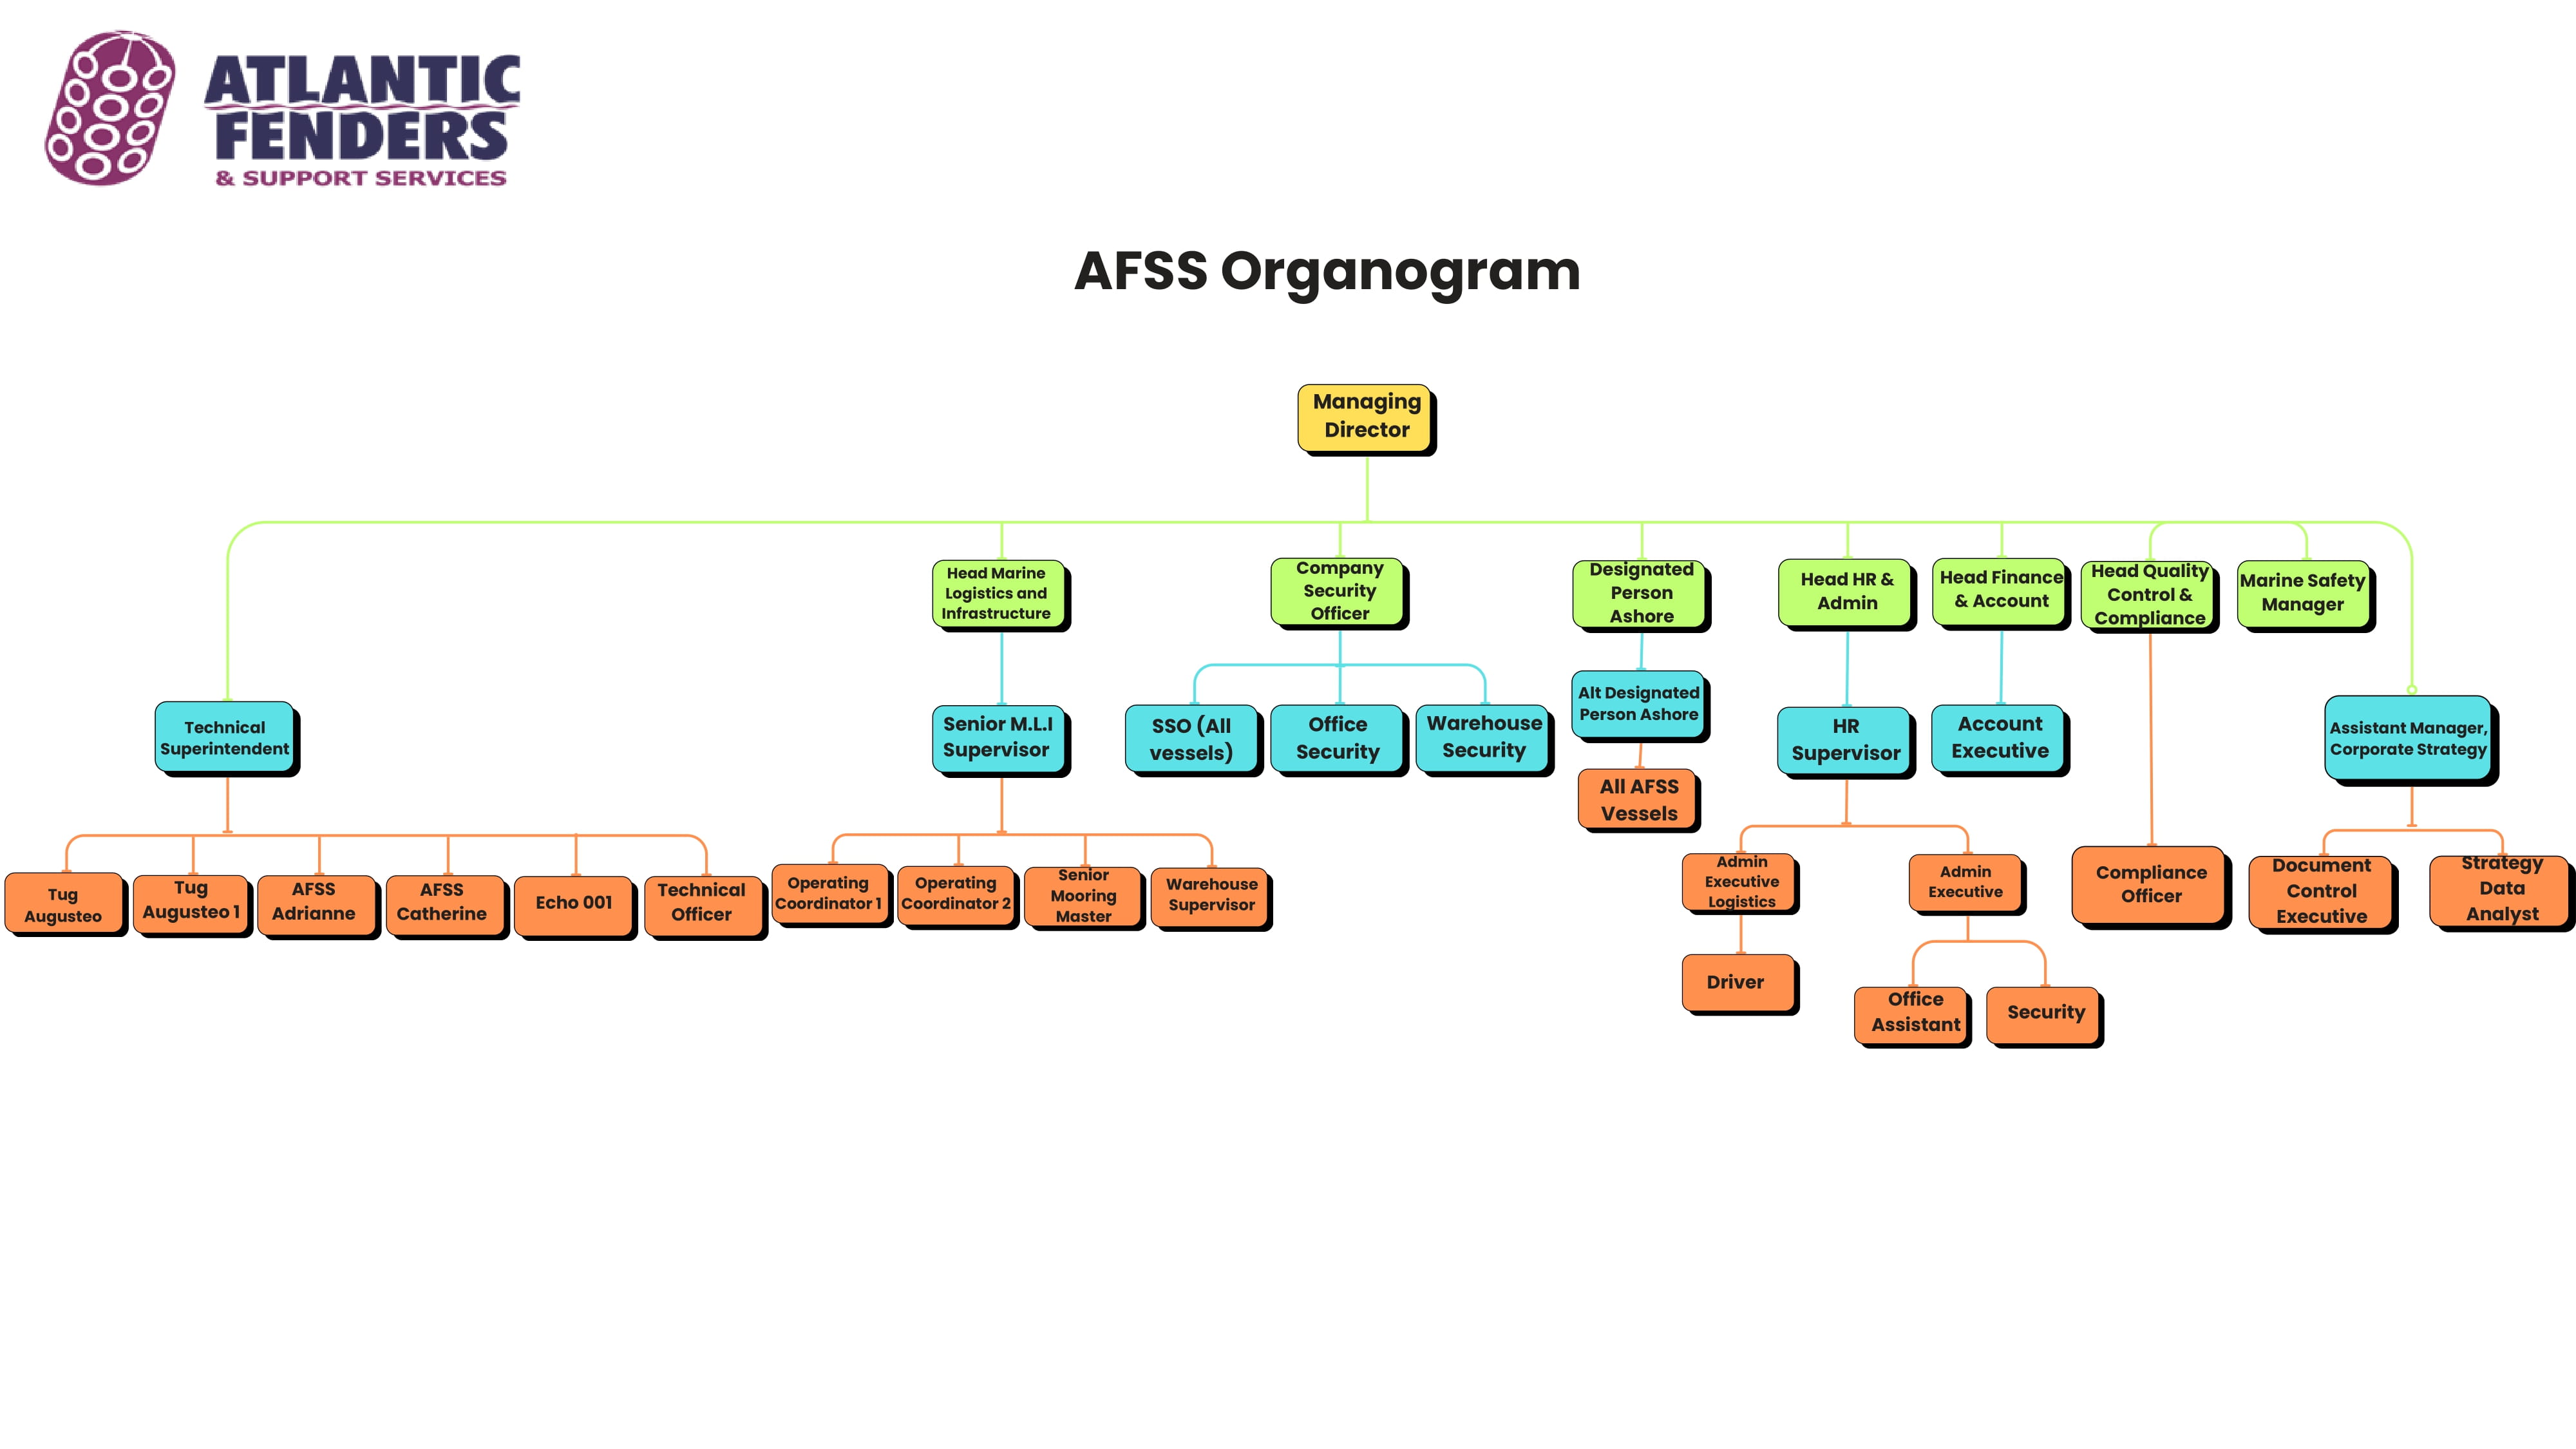 ATLANTIC
FENDERS
& SUPPORT SERVICES
AFSS Organogram
Managing
Director
Head Marine
Logistics and
Infrastructure
Company
Security
Officer
Designated
Person
Ashore
Head HR &
Admin
Head Finance
& Account
Head Quality
Control &
Compliance
Marine Safety
Manager
Technical
Superintendent
Senior M.L.I
Supervisor
SSO (All
vessels)
Office
Security
Warehouse
Security
Alt Designated
Person Ashore
HR
Supervisor
Account
Executive
Assistant Manager,
Corporate Strategy
All AFSS
Vessels
Tug
Augusteo
Tug
Augusteo 1
AFSS
Adrianne
AFSS
Catherine
Echo 001
Technical
Officer
Operating
Coordinator 1
Operating
Coordinator 2
Senior
Mooring
Master
Warehouse
Supervisor
Admin
Executive
Logistics
Admin
Executive
Compliance
Officer
Document
Control
Executive
Strategy
Data
Analyst
Driver
Office
Assistant
Security